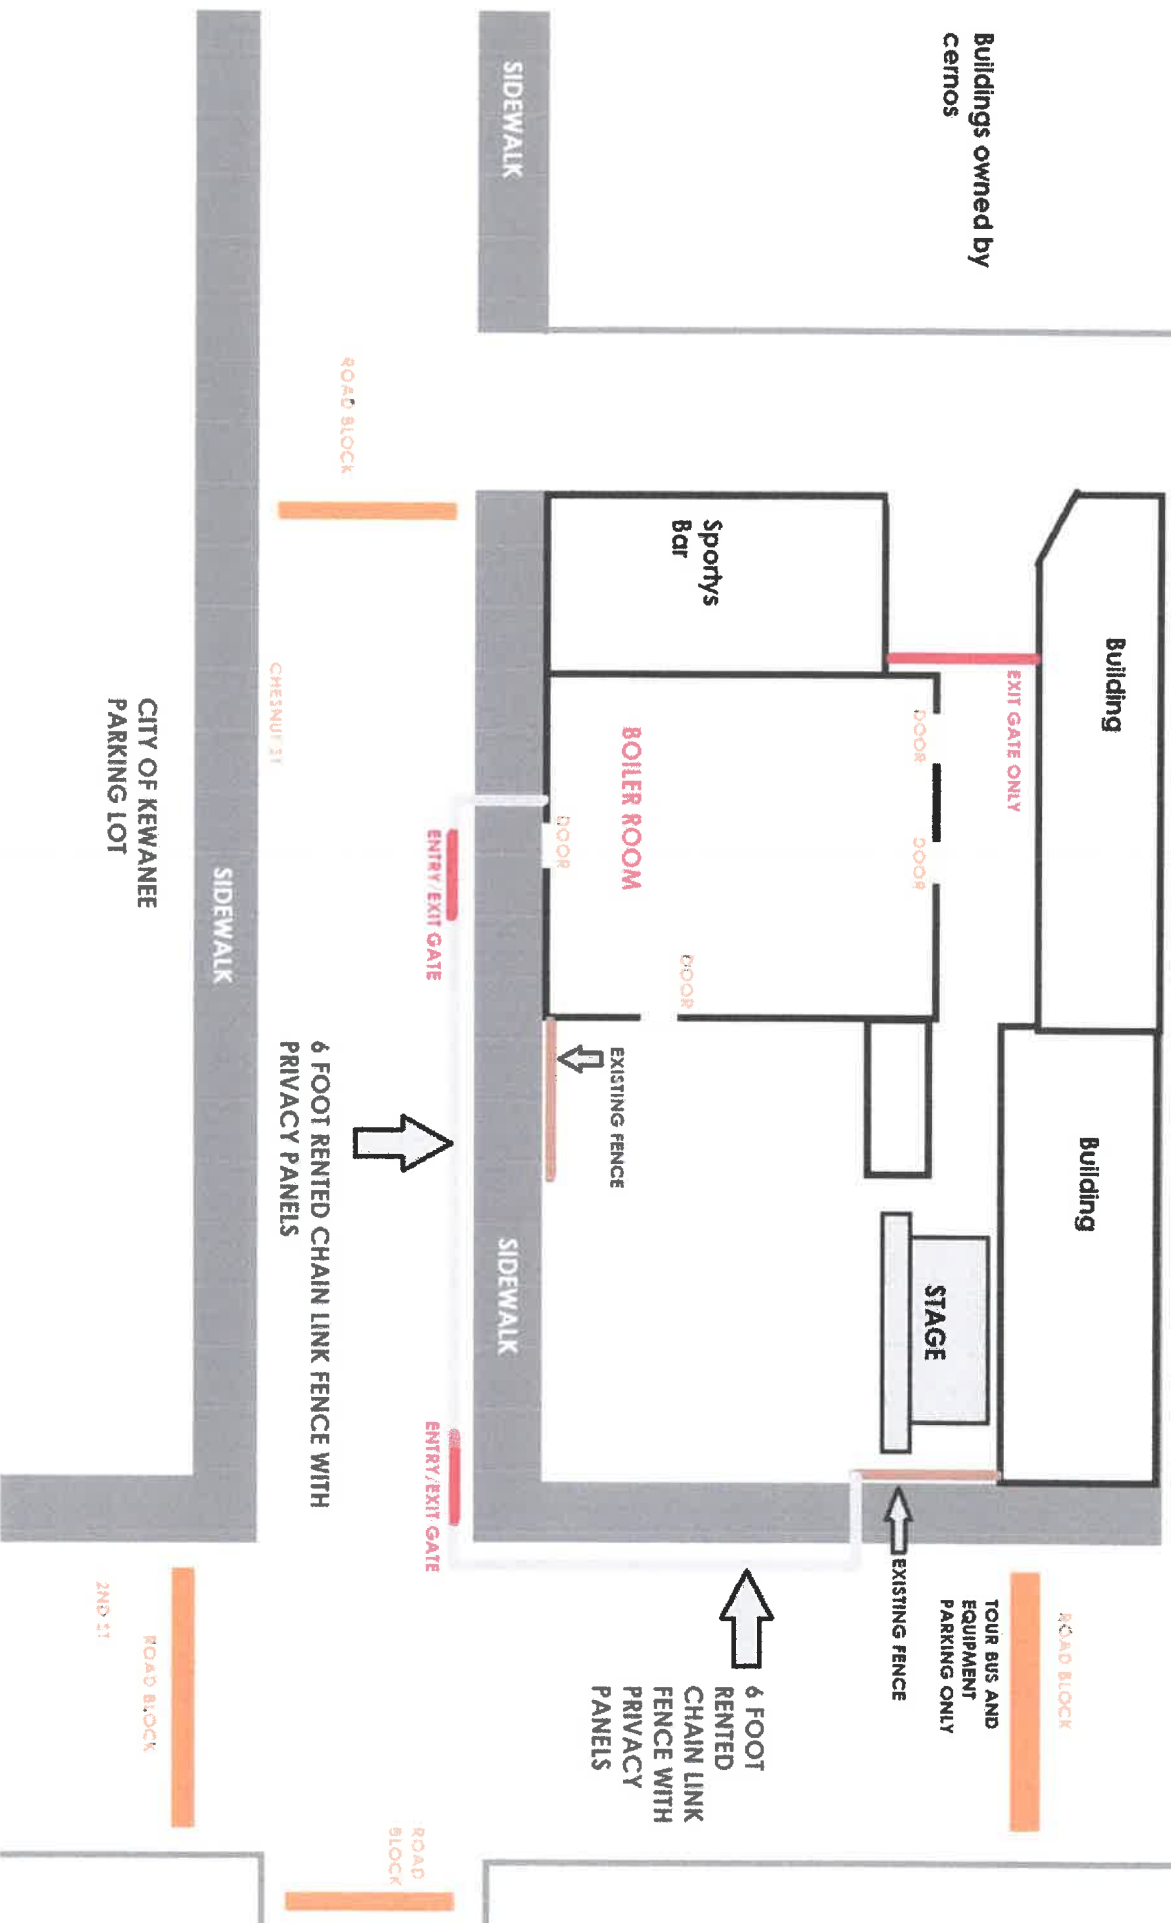 Buildings owned by
cernos
SIDEWALK
ROAD BLOCK
Building
Sportys
Bar
EXIT GATE ONLY
DOOR
DOOR
BOILER ROOM
DOOR
DOOR
ENTRY/EXIT GATE
CHESNUT ST
CITY OF KEWANEE
PARKING LOT
SIDEWALK
EXISTING FENCE
6 FOOT RENTED CHAIN LINK FENCE WITH
PRIVACY PANELS
Building
STAGE
SIDEWALK
ENTRY/EXIT GATE
EXISTING FENCE
TOUR BUS AND
EQUIPMENT
PARKING ONLY
ROAD BLOCK
6 FOOT
RENTED
CHAIN LINK
FENCE WITH
PRIVACY
PANELS
2ND ST
ROAD BLOCK
ROAD
BLOCK